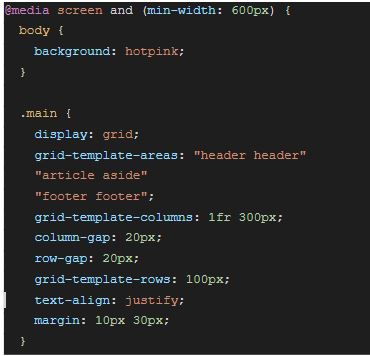 @media screen and (min-width: 600px) {
body {
background: hotpink;
}
.main {
display: grid;
grid-template-areas: "header header"
"article aside"
"footer footer";
grid-template-columns: 1fr 300px;
column-gap: 20px;
row-gap: 20px;
grid-template-rows: 100px;
text-align: justify;
margin: 10px 30px;
}